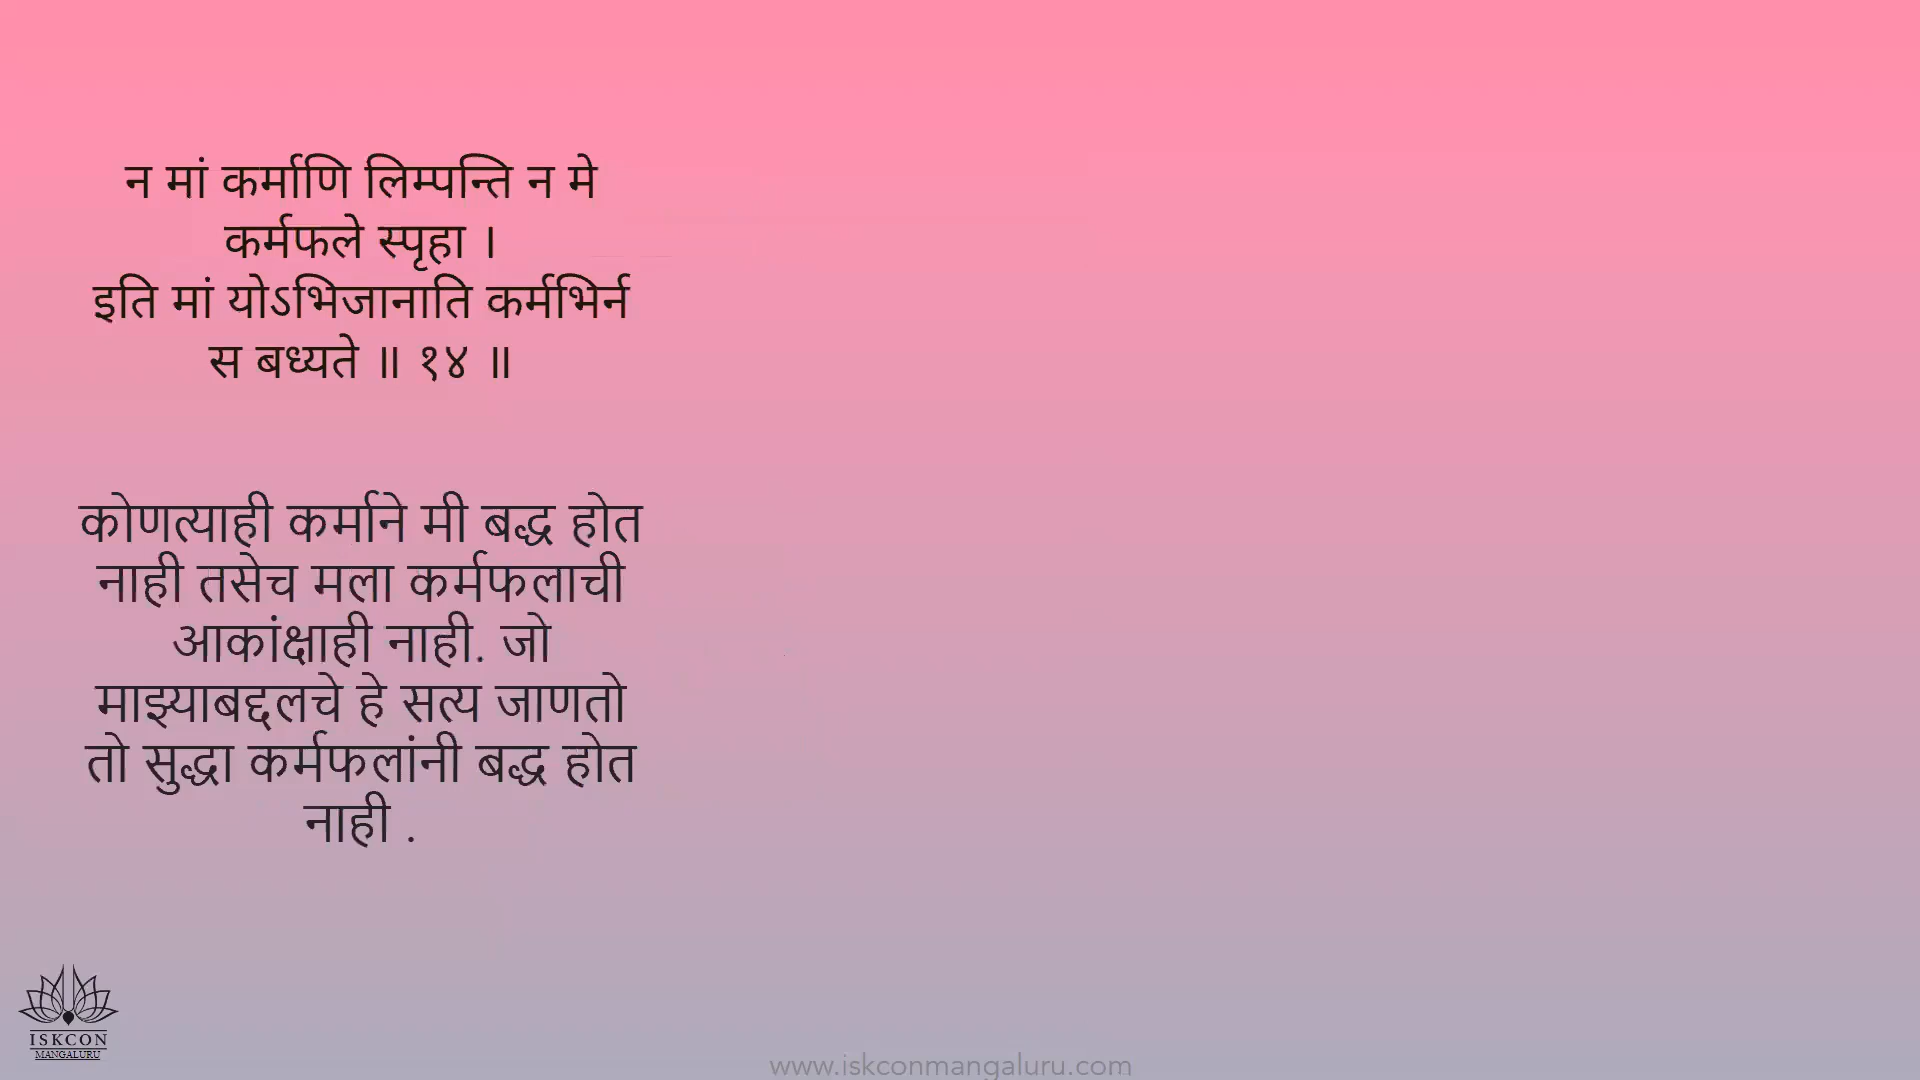 न मां कर्माणि लिम्पन्ति न मे
कर्मफले स्पृहा ।
इति मां योऽभिजानाति कर्मभिर्न
स बध्यते ॥ १४ ॥
कोणत्याही कर्माने मी बद्ध होत
नाही तसेच मला कर्मफलाची
आकांक्षाही नाही. जो
माझ्याबद्दलचे हे सत्य जाणतो
तो सुद्धा कर्मफलांनी बद्ध होत
नाही .
ISKCON
MANGALURU
www.iskconmangaluru.com